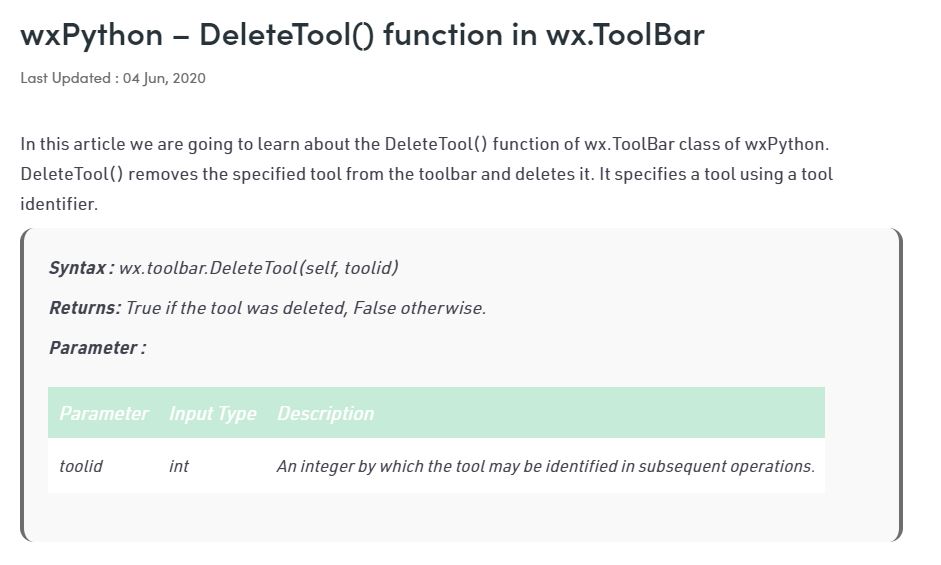 wxPython – DeleteTool() function in wx.ToolBar
Last Updated : 04 Jun, 2020
In this article we are going to learn about the DeleteTool() function of wx.ToolBar class of wxPython.
DeleteTool() removes the specified tool from the toolbar and deletes it. It specifies a tool using a tool
identifier.
Syntax : wx.toolbar.DeleteTool(self, toolid)
Returns: True if the tool was deleted, False otherwise.
Parameter :
Parameter Input Type Description
toolid int An integer by which the tool may be identified in subsequent operations.